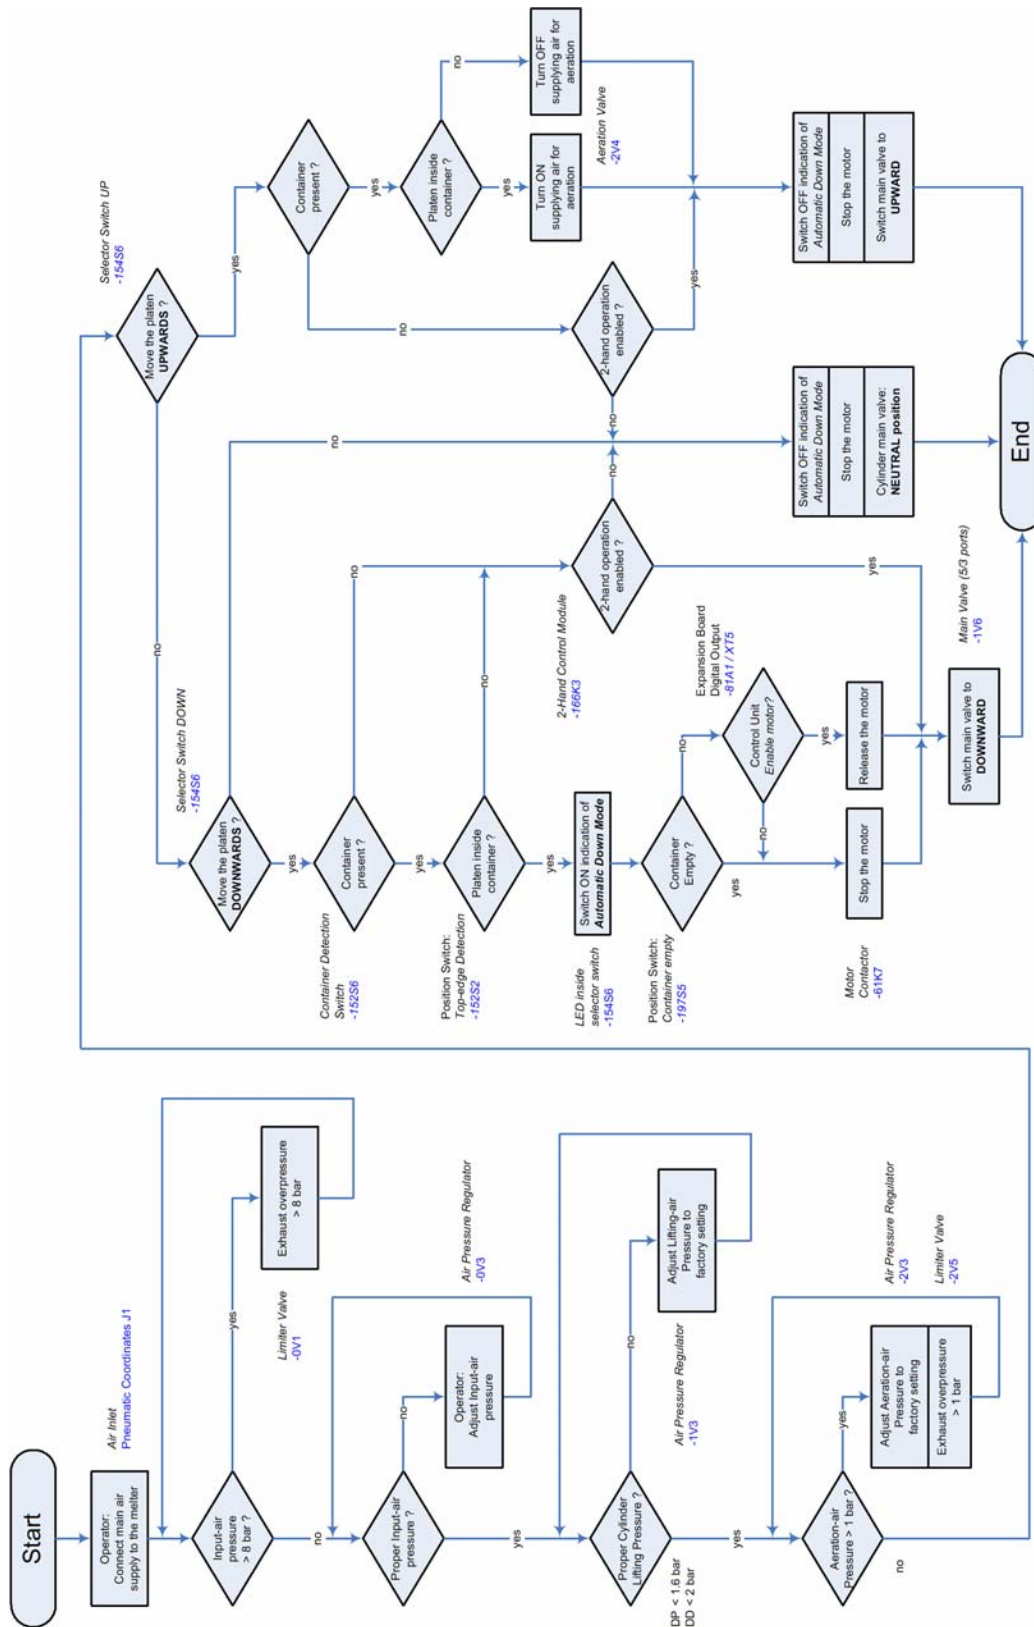 Start
Operator:
Connect main air
supply to the melter
Air Inlet
Pneumatic Coordinates J1
Input-air
pressure
> 8 bar ?
yes
Exhaust overpressure
> 8 bar
Limiter Valve
-0V1
no
Proper Input-air
pressure ?
no
Operator:
Adjust Input-air
pressure
Air Pressure Regulator
-0V3
yes
Proper Cylinder
Lifting Pressure ?
DP < 1.6 bar
DD < 2 bar
no
Adjust Lifting-air
Pressure to
factory setting
Air Pressure Regulator
-1V3
yes
Aeration-air
Pressure > 1 bar ?
yes
Adjust Aeration-air
Pressure to
factory setting
Exhaust overpressure
> 1 bar
Air Pressure Regulator
-2V3
Limiter Valve
-2V5
no
Selector Switch UP
-154S6
Move the platen
UPWARDS ?
yes
no
Selector Switch DOWN
-154S6
Move the platen
DOWNWARDS ?
no
yes
Container Detection
Switch
-152S6
Container
present ?
no
yes
Position Switch:
Top-edge Detection
-152S2
Platen inside
container ?
no
yes
LED inside
selector switch
-154S6
Switch ON indication of
Automatic Down Mode
Position Switch:
Container empty
-197S5
Container
Empty ?
no
yes
Expansion Board
Digital Output
-81A1 / XT5
Control Unit
Enable motor?
no
yes
Motor
Contactor
-61K7
Stop the motor
Release the motor
2-Hand Control Module
-166K3
2-hand operation
enabled ?
no
yes
Switch main valve to
DOWNWARD
Main Valve (5/3 ports)
-1V6
Container
present ?
no
yes
Platen inside
container ?
no
yes
Turn ON
supplying air for
aeration
Turn OFF
supplying air for
aeration
Aeration Valve
-2V4
2-hand operation
enabled ?
no
yes
Switch OFF indication of
Automatic Down Mode
Stop the motor
Cylinder main valve:
NEUTRAL position
Switch OFF indication of
Automatic Down Mode
Stop the motor
Switch main valve to
UPWARD
End